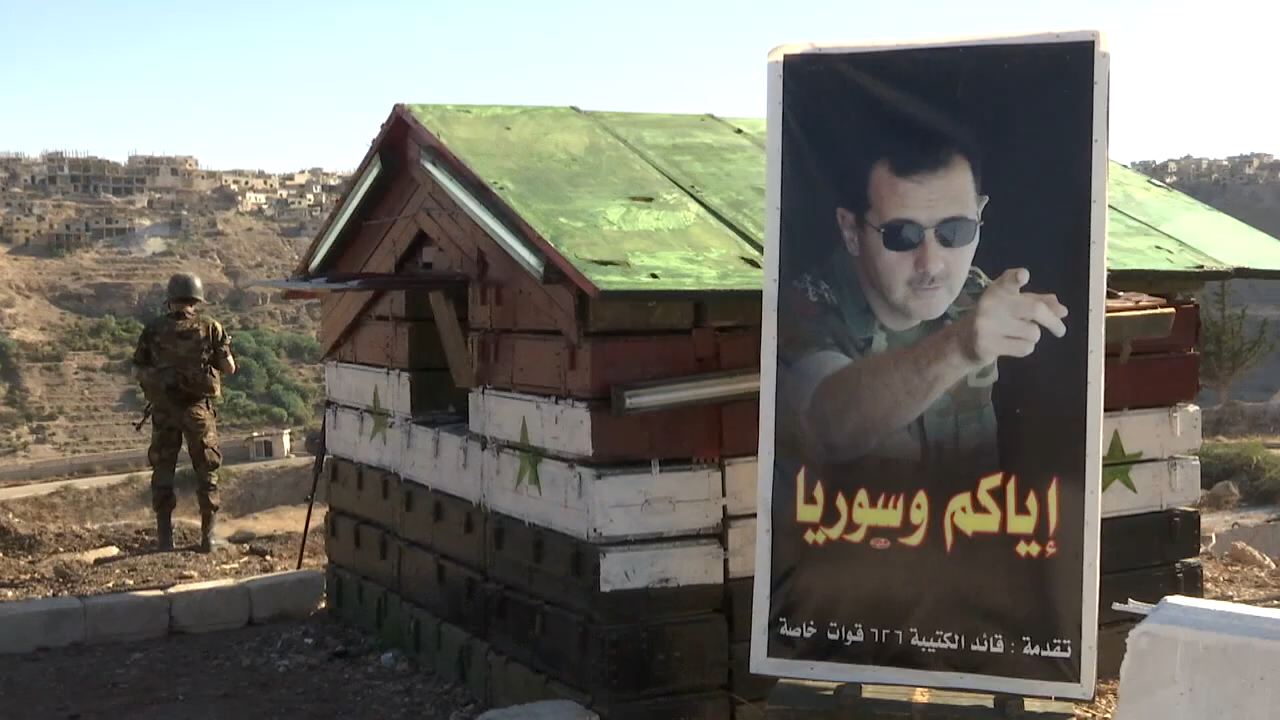 إياكم وسوريا
تقدمة : قائد الكتيبة ٦٢٦ قوات خاصة